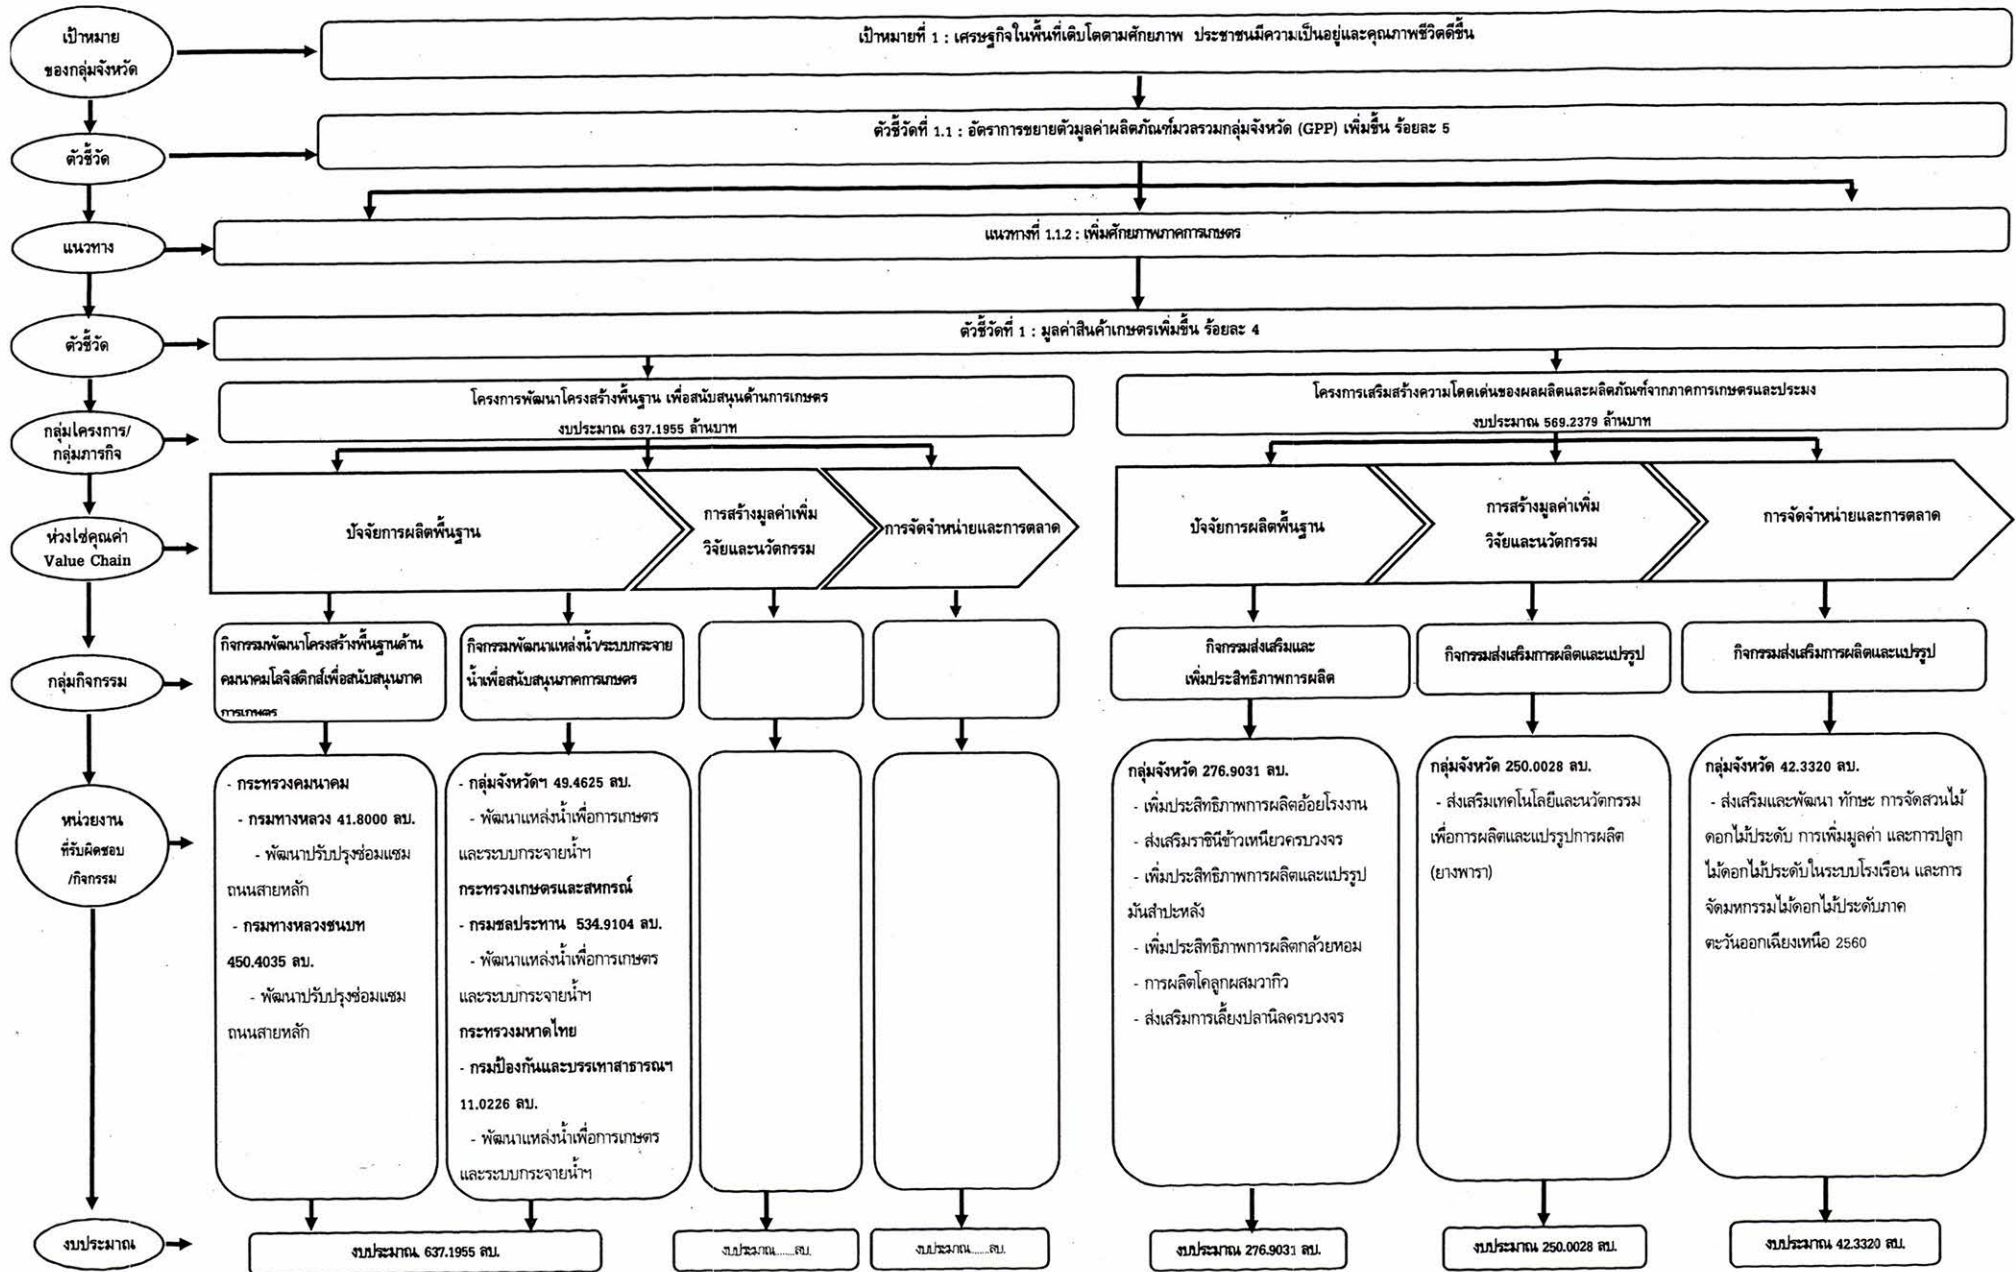 เป้าหมาย
ของกลุ่มจังหวัด
เป้าหมายที่ 1 : เศรษฐกิจในพื้นที่เติบโตตามศักยภาพ ประชาชนมีความเป็นอยู่และคุณภาพชีวิตดีขึ้น
ตัวชี้วัด
ตัวชี้วัดที่ 1.1 : อัตราการขยายตัวมูลค่าผลิตภัณฑ์มวลรวมกลุ่มจังหวัด (GPP) เพิ่มขึ้น ร้อยละ 5
แนวทาง
แนวทางที่ 1.1.2 : เพิ่มศักยภาพภาคการเกษตร
ตัวชี้วัด
ตัวชี้วัดที่ 1 : มูลค่าสินค้าเกษตรเพิ่มขึ้น ร้อยละ 4
กลุ่มโครงการ/
กลุ่มภารกิจ
โครงการพัฒนาโครงสร้างพื้นฐาน เพื่อสนับสนุนด้านการเกษตร
งบประมาณ 637.1955 ล้านบาท
โครงการเสริมสร้างความโดดเด่นของผลผลิตและผลิตภัณฑ์จากภาคการเกษตรและประมง
งบประมาณ 569.2379 ล้านบาท
ห่วงโซ่คุณค่า
Value Chain
ปัจจัยการผลิตพื้นฐาน
การสร้างมูลค่าเพิ่ม
วิจัยและนวัตกรรม
การจัดจำหน่ายและการตลาด
ปัจจัยการผลิตพื้นฐาน
การสร้างมูลค่าเพิ่ม
วิจัยและนวัตกรรม
การจัดจำหน่ายและการตลาด
กลุ่มกิจกรรม
กิจกรรมพัฒนาโครงสร้างพื้นฐานด้าน
คมนาคมโลจิสติกส์เพื่อสนับสนุนภาค
การเกษตร
กิจกรรมพัฒนาแหล่งน้ำ/ระบบกระจาย
น้ำเพื่อสนับสนุนภาคการเกษตร
กิจกรรมส่งเสริมและ
เพิ่มประสิทธิภาพการผลิต
กิจกรรมส่งเสริมการผลิตและแปรรูป
กิจกรรมส่งเสริมการผลิตและแปรรูป
หน่วยงาน
ที่รับผิดชอบ
/กิจกรรม
- กระทรวงคมนาคม
- กรมทางหลวง 41.8000 ลบ.
- พัฒนาปรับปรุงซ่อมแซม
ถนนสายหลัก
- กรมทางหลวงชนบท
450.4035 ลบ.
- พัฒนาปรับปรุงซ่อมแซม
ถนนสายหลัก
- กลุ่มจังหวัดฯ 49.4625 ลบ.
- พัฒนาแหล่งน้ำเพื่อการเกษตร
และระบบกระจายน้ำฯ
กระทรวงเกษตรและสหกรณ์
- กรมชลประทาน 534.9104 ลบ.
- พัฒนาแหล่งน้ำเพื่อการเกษตร
และระบบกระจายน้ำฯ
กระทรวงมหาดไทย
- กรมป้องกันและบรรเทาสาธารณฯ
11.0226 ลบ.
- พัฒนาแหล่งน้ำเพื่อการเกษตร
และระบบกระจายน้ำฯ
กลุ่มจังหวัด 276.9031 ลบ.
- เพิ่มประสิทธิภาพการผลิตอ้อยโรงงาน
- ส่งเสริมราชินีข้าวเหนียวครบวงจร
- เพิ่มประสิทธิภาพการผลิตและแปรรูป
มันสำปะหลัง
- เพิ่มประสิทธิภาพการผลิตกล้วยหอม
- การผลิตโคลูกผสมวากิว
- ส่งเสริมการเลี้ยงปลานิลครบวงจร
กลุ่มจังหวัด 250.0028 ลบ.
- ส่งเสริมเทคโนโลยีและนวัตกรรม
เพื่อการผลิตและแปรรูปการผลิต
(ยางพารา)
กลุ่มจังหวัด 42.3320 ลบ.
- ส่งเสริมและพัฒนา ทักษะ การจัดสวนไม้
ดอกไม้ประดับ การเพิ่มมูลค่า และการปลูก
ไม้ดอกไม้ประดับในระบบโรงเรือน และการ
จัดมหกรรมไม้ดอกไม้ประดับภาค
ตะวันออกเฉียงเหนือ 2560
งบประมาณ
งบประมาณ 637.1955 ลบ.
งบประมาณ.......ลบ.
งบประมาณ.......ลบ.
งบประมาณ 276.9031 ลบ.
งบประมาณ 250.0028 ลบ.
งบประมาณ 42.3320 ลบ.